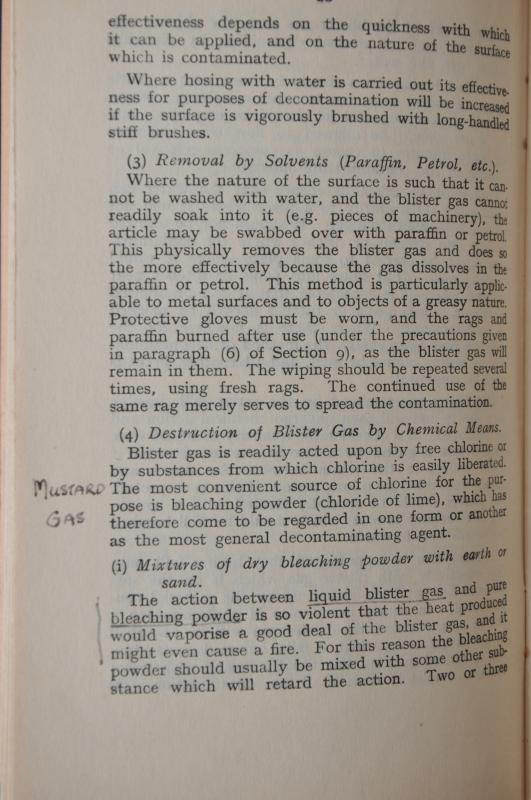 effectiveness depends on the quickness with which
it can be applied, and on the nature of the surface
which is contaminated.
Where hosing with water is carried out its effective-
ness for purposes of decontamination will be increased
if the surface is vigorously brushed with long-handled
stiff brushes.
(3) Removal by Solvents (Paraffin, Petrol, etc.).
Where the nature of the surface is such that it can-
not be washed with water, and the blister gas cannot
readily soak into it (e.g. pieces of machinery), the
article may be swabbed over with paraffin or petrol.
This physically removes the blister gas and does so
the more effectively because the gas dissolves in the
paraffin or petrol. This method is particularly applic-
able to metal surfaces and to objects of a greasy nature.
Protective gloves must be worn, and the rags and
paraffin burned after use (under the precautions given
in paragraph (6) of Section 9), as the blister gas will
remain in them. The wiping should be repeated several
times, using fresh rags. The continued use of the
same rag merely serves to spread the contamination.
(4) Destruction of Blister Gas by Chemical Means.
Blister gas is readily acted upon by free chlorine or
by substances from which chlorine is easily liberated.
MUSTARD The most convenient source of chlorine for the pur-
GAS pose is bleaching powder (chloride of lime), which has
therefore come to be regarded in one form or another
as the most general decontaminating agent.
(i) Mixtures of dry bleaching powder with earth or
sand.
The action between liquid blister gas and pure
bleaching powder is so violent that the heat produced
would vaporise a good deal of the blister gas, and it
might even cause a fire. For this reason the bleaching
powder should usually be mixed with some other sub-
stance which will retard the action. Two or three